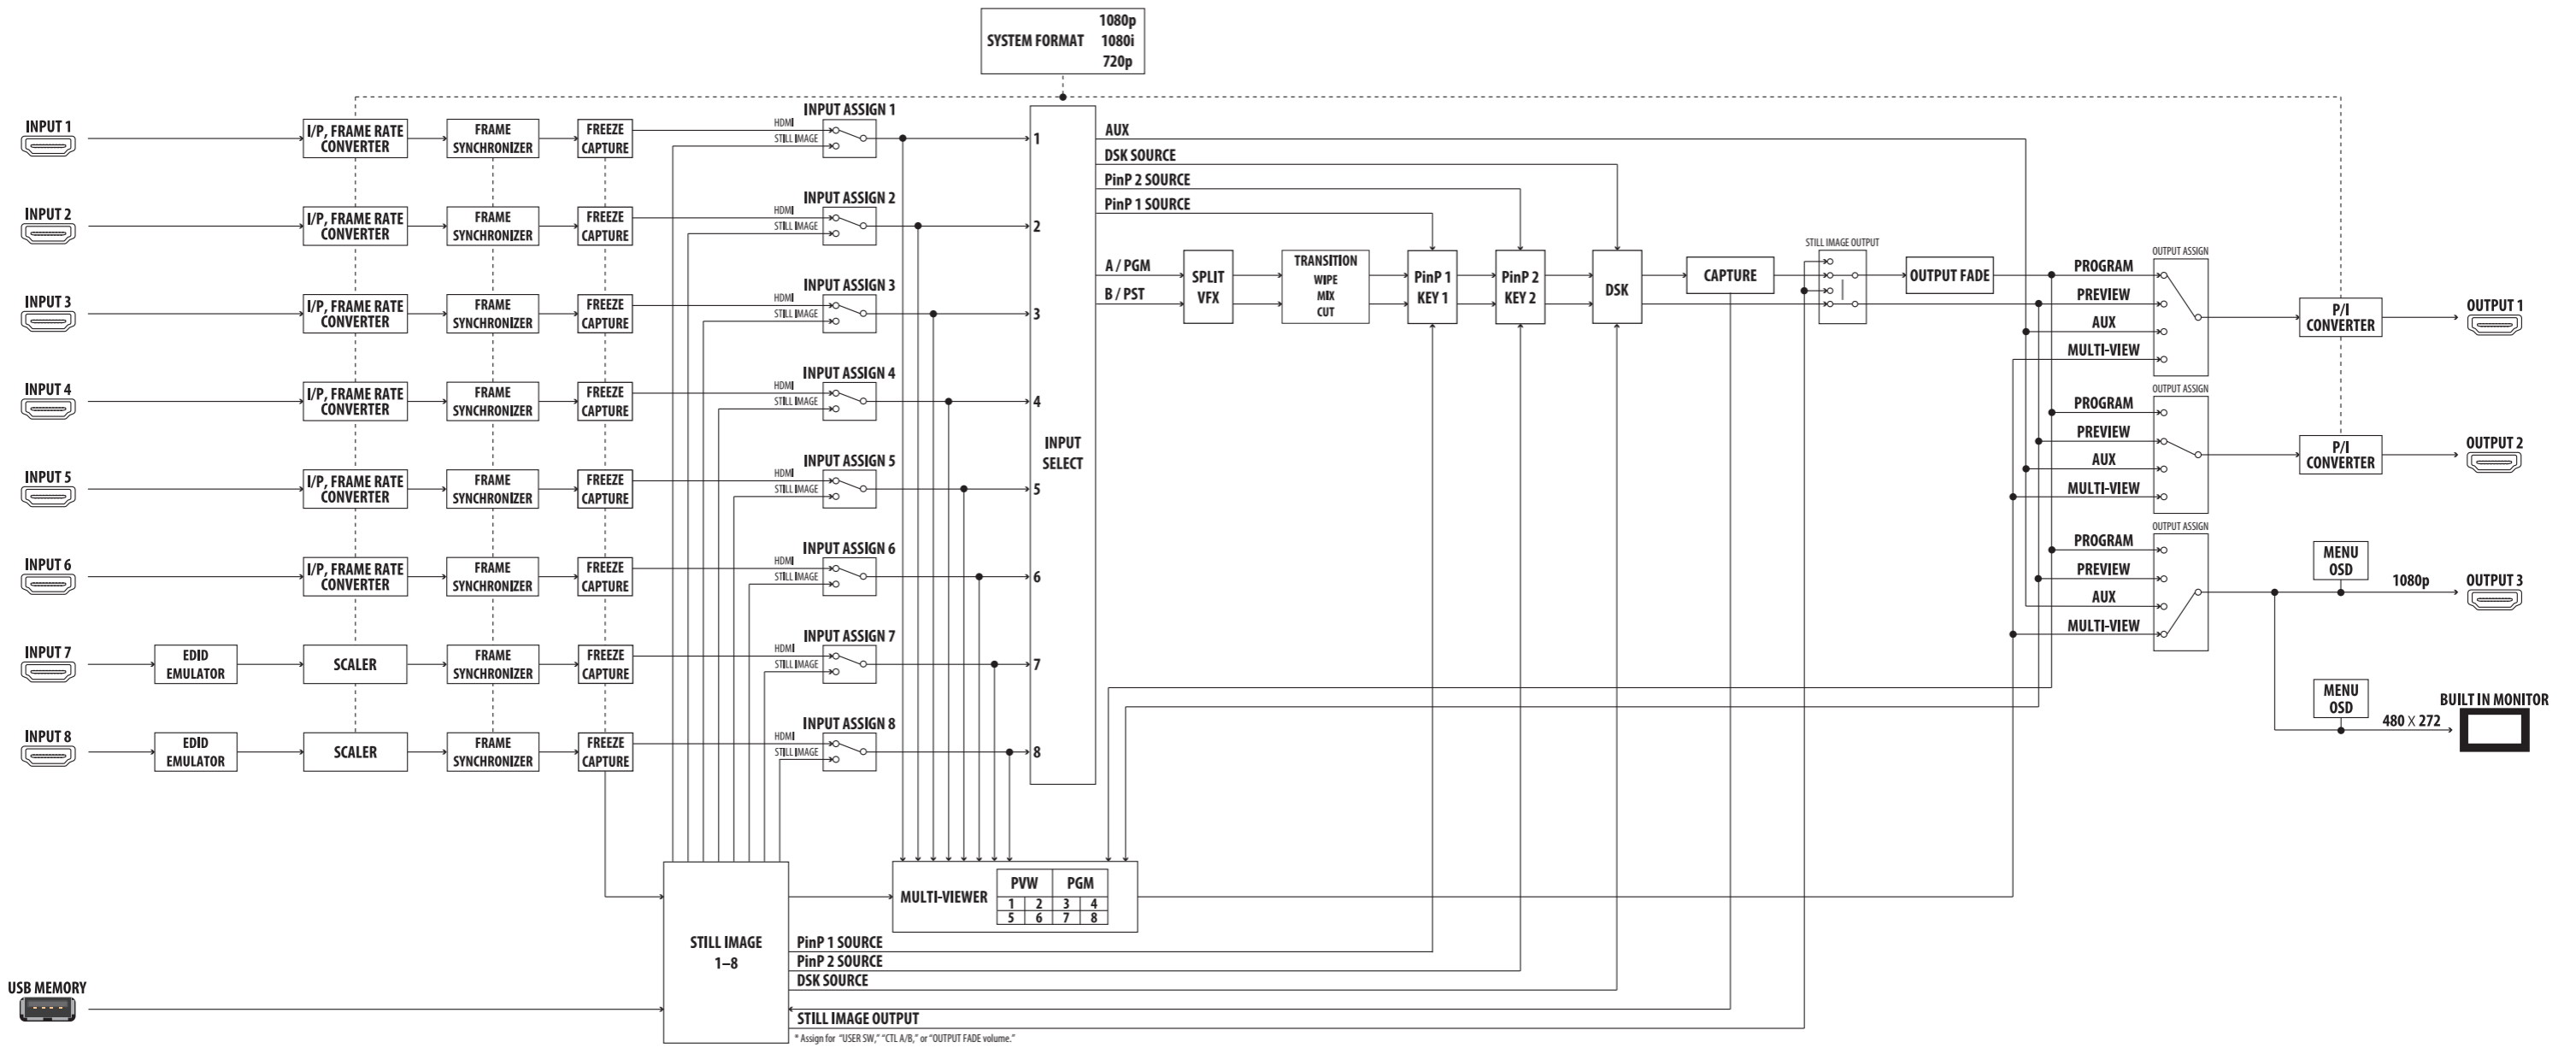 SYSTEM FORMAT
1080p
1080i
720p
INPUT 1
I/P, FRAME RATE
CONVERTER
FRAME
SYNCHRONIZER
FREEZE
CAPTURE
HDMI
STILL IMAGE
INPUT ASSIGN 1
1
INPUT 2
I/P, FRAME RATE
CONVERTER
FRAME
SYNCHRONIZER
FREEZE
CAPTURE
HDMI
STILL IMAGE
INPUT ASSIGN 2
2
INPUT 3
I/P, FRAME RATE
CONVERTER
FRAME
SYNCHRONIZER
FREEZE
CAPTURE
HDMI
STILL IMAGE
INPUT ASSIGN 3
3
INPUT 4
I/P, FRAME RATE
CONVERTER
FRAME
SYNCHRONIZER
FREEZE
CAPTURE
HDMI
STILL IMAGE
INPUT ASSIGN 4
4
INPUT 5
I/P, FRAME RATE
CONVERTER
FRAME
SYNCHRONIZER
FREEZE
CAPTURE
HDMI
STILL IMAGE
INPUT ASSIGN 5
5
INPUT 6
I/P, FRAME RATE
CONVERTER
FRAME
SYNCHRONIZER
FREEZE
CAPTURE
HDMI
STILL IMAGE
INPUT ASSIGN 6
6
INPUT 7
EDID
EMULATOR
SCALER
FRAME
SYNCHRONIZER
FREEZE
CAPTURE
HDMI
STILL IMAGE
INPUT ASSIGN 7
7
INPUT 8
EDID
EMULATOR
SCALER
FRAME
SYNCHRONIZER
FREEZE
CAPTURE
HDMI
STILL IMAGE
INPUT ASSIGN 8
8
INPUT
SELECT
AUX
DSK SOURCE
PinP 2 SOURCE
PinP 1 SOURCE
A / PGM
B / PST
SPLIT
VFX
TRANSITION
WIPE
MIX
CUT
PinP 1
KEY 1
PinP 2
KEY 2
DSK
CAPTURE
STILL IMAGE OUTPUT
OUTPUT FADE
OUTPUT ASSIGN
PROGRAM
PREVIEW
AUX
MULTI-VIEW
P/I
CONVERTER
OUTPUT 1
OUTPUT ASSIGN
PROGRAM
PREVIEW
AUX
MULTI-VIEW
P/I
CONVERTER
OUTPUT 2
OUTPUT ASSIGN
PROGRAM
PREVIEW
AUX
MULTI-VIEW
MENU
OSD
1080p
OUTPUT 3
MENU
OSD
480 X 272
BUILT IN MONITOR
MULTI-VIEWER
PVW PGM
1 2 3 4
5 6 7 8
STILL IMAGE
1–8
PinP 1 SOURCE
PinP 2 SOURCE
DSK SOURCE
STILL IMAGE OUTPUT
* Assign for "USER SW," "CTL A/B," or "OUTPUT FADE volume."
USB MEMORY